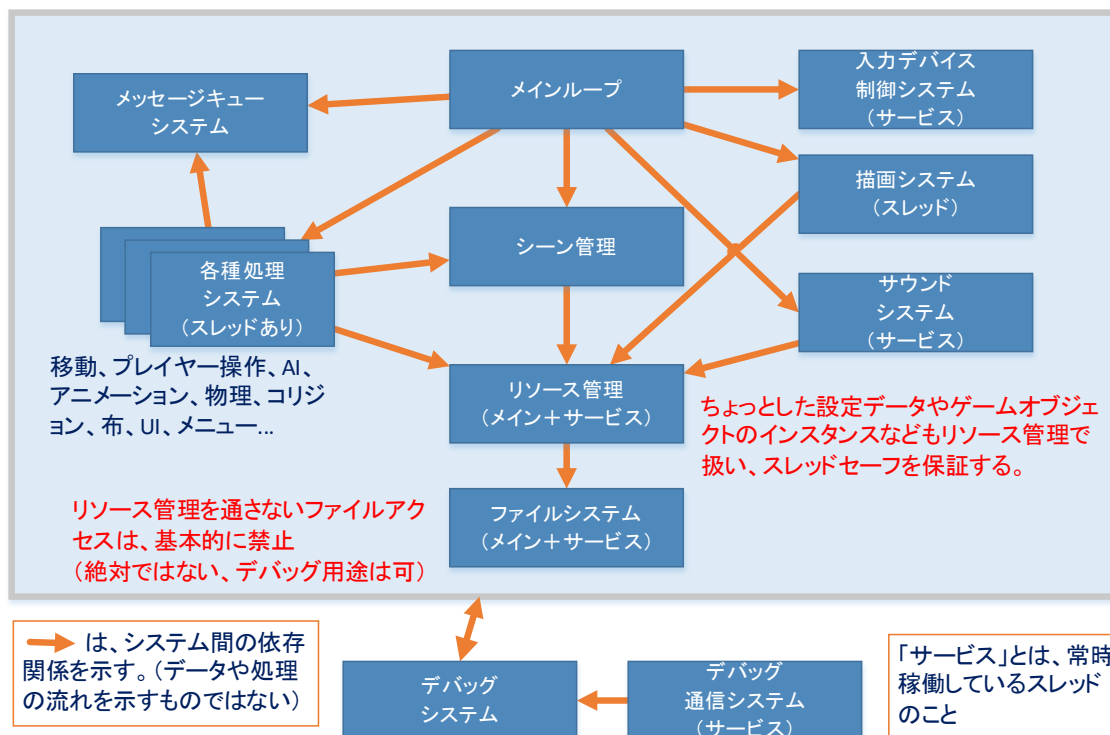 メッセージキュー
システム
メインループ
入力デバイス
制御システム
（サービス）
描画システム
（スレッド）
シーン管理
各種処理
システム
（スレッドあり）
サウンド
システム
（サービス）
移動、プレイヤー操作、AI、
アニメーション、物理、コリジ
ョン、布、UI、メニュー...
リソース管理
（メイン＋サービス）
ちょっとした設定データやゲームオブジェ
クトのインスタンスなどもリソース管理で
扱い、スレッドセーフを保証する。
リソース管理を通さないファイルアク
セスは、基本的に禁止
（絶対ではない、デバッグ用途は可）
ファイルシステム
（メイン＋サービス）
は、システム間の依存
関係を示す。（データや処理
の流れを示すものではない）
デバッグ
システム
デバッグ
通信システム
（サービス）
「サービス」とは、常時
稼働しているスレッド
のこと